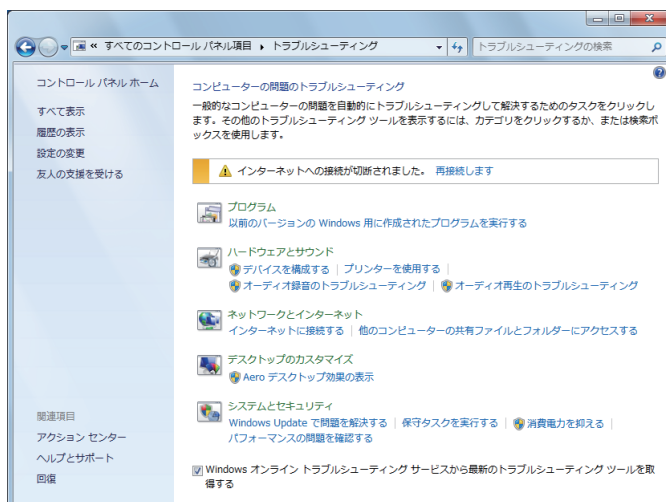 « すべてのコントロール パネル項目 ▸ トラブルシューティング
トラブルシューティングの検索
コントロール パネル ホーム
すべて表示
履歴の表示
設定の変更
友人の支援を受ける
関連項目
アクション センター
ヘルプとサポート
回復
コンピューターの問題のトラブルシューティング
一般的なコンピューターの問題を自動的にトラブルシューティングして解決するためのタスクをクリックし
ます。その他のトラブルシューティング ツールを表示するには、カテゴリをクリックするか、または検索ボ
ックスを使用します。
インターネットへの接続が切断されました。 再接続します
プログラム
以前のバージョンの Windows 用に作成されたプログラムを実行する
ハードウェアとサウンド
デバイスを構成する | プリンターを使用する |
オーディオ録音のトラブルシューティング | オーディオ再生のトラブルシューティング
ネットワークとインターネット
インターネットに接続する | 他のコンピューターの共有ファイルとフォルダーにアクセスする
デスクトップのカスタマイズ
Aero デスクトップ効果の表示
システムとセキュリティ
Windows Update で問題を解決する | 保守タスクを実行する | 消費電力を抑える |
パフォーマンスの問題を確認する
Windows オンライン トラブルシューティング サービスから最新のトラブルシューティング ツールを取
得する